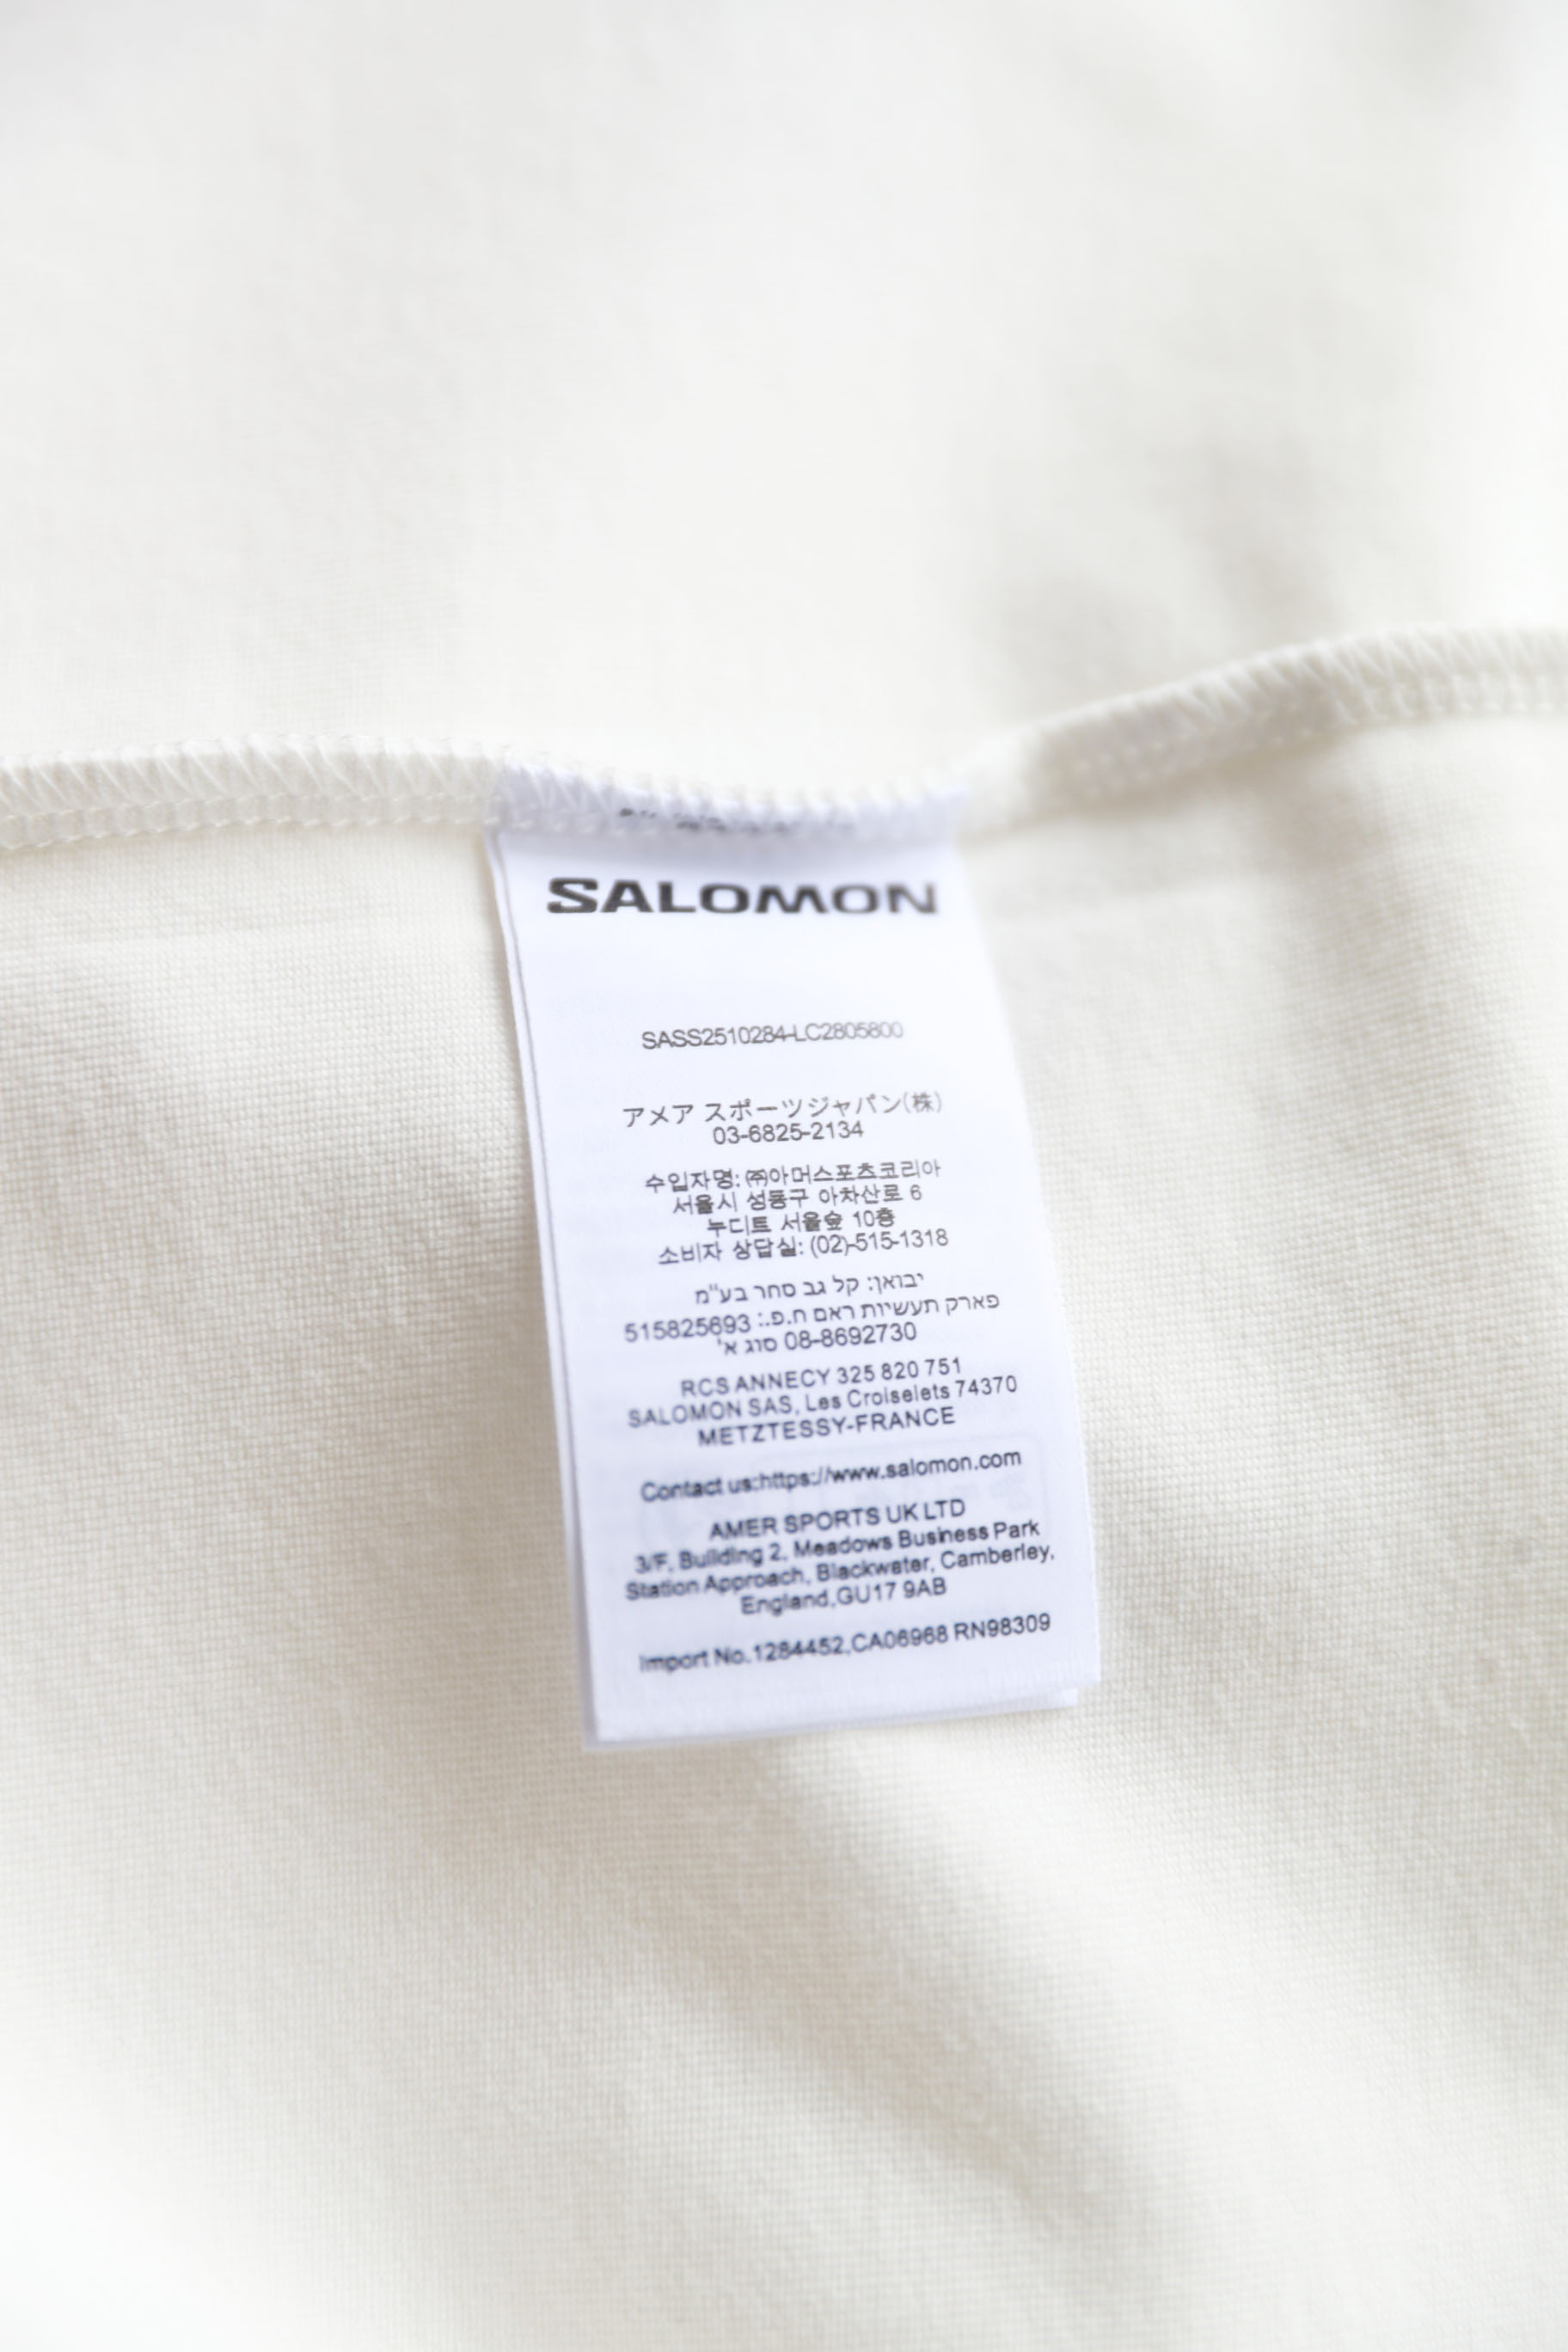 SALOMON
SASS2510284-LC2805800
アメア スポーツジャパン(株)
03-6825-2134
수입자명: ㈜아머스포츠코리아
서울시 성동구 아차산로 6
누디트 서울숲 10층
소비자 상담실: (02)-515-1318
יבואן: קל גב סחר בע"מ
פארק תעשיות ראם ח.פ.: 515825693
08-8692730 סוג א'
RCS ANNECY 325 820 751
SALOMON SAS, Les Croiselets 74370
METZTESSY-FRANCE
Contact us:https://www.salomon.com
AMER SPORTS UK LTD
3/F, Building 2, Meadows Business Park
Station Approach, Blackwater, Camberley,
England,GU17 9AB
Import No.1284452,CA06968 RN98309